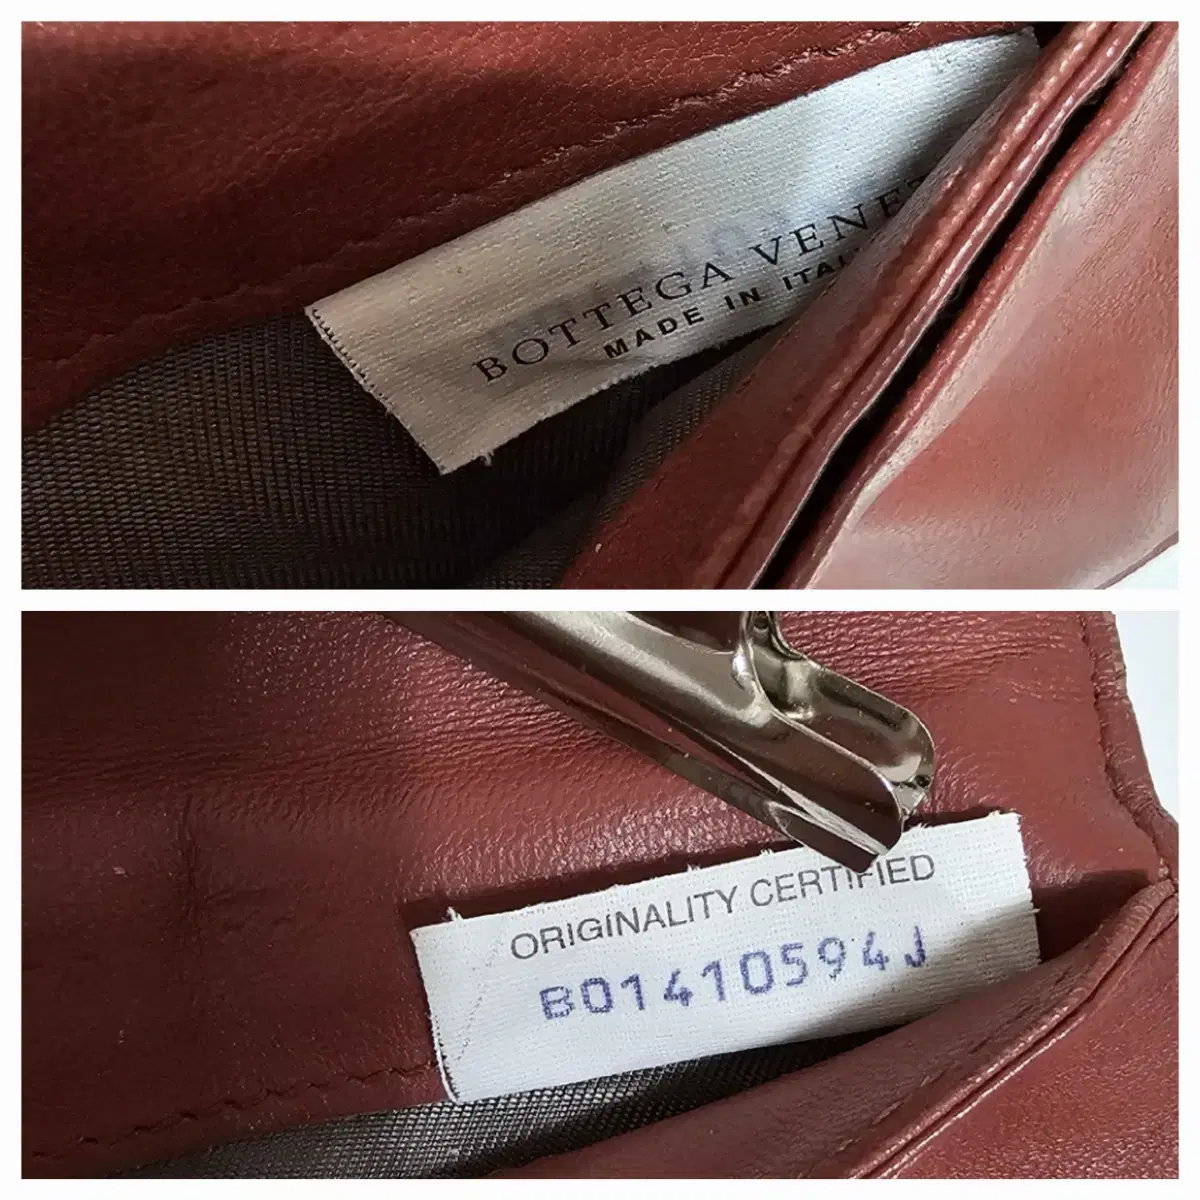 BOTTEGA VENE
MADE IN ITAL
ORIGINALITY CERTIFIED
B01410594J